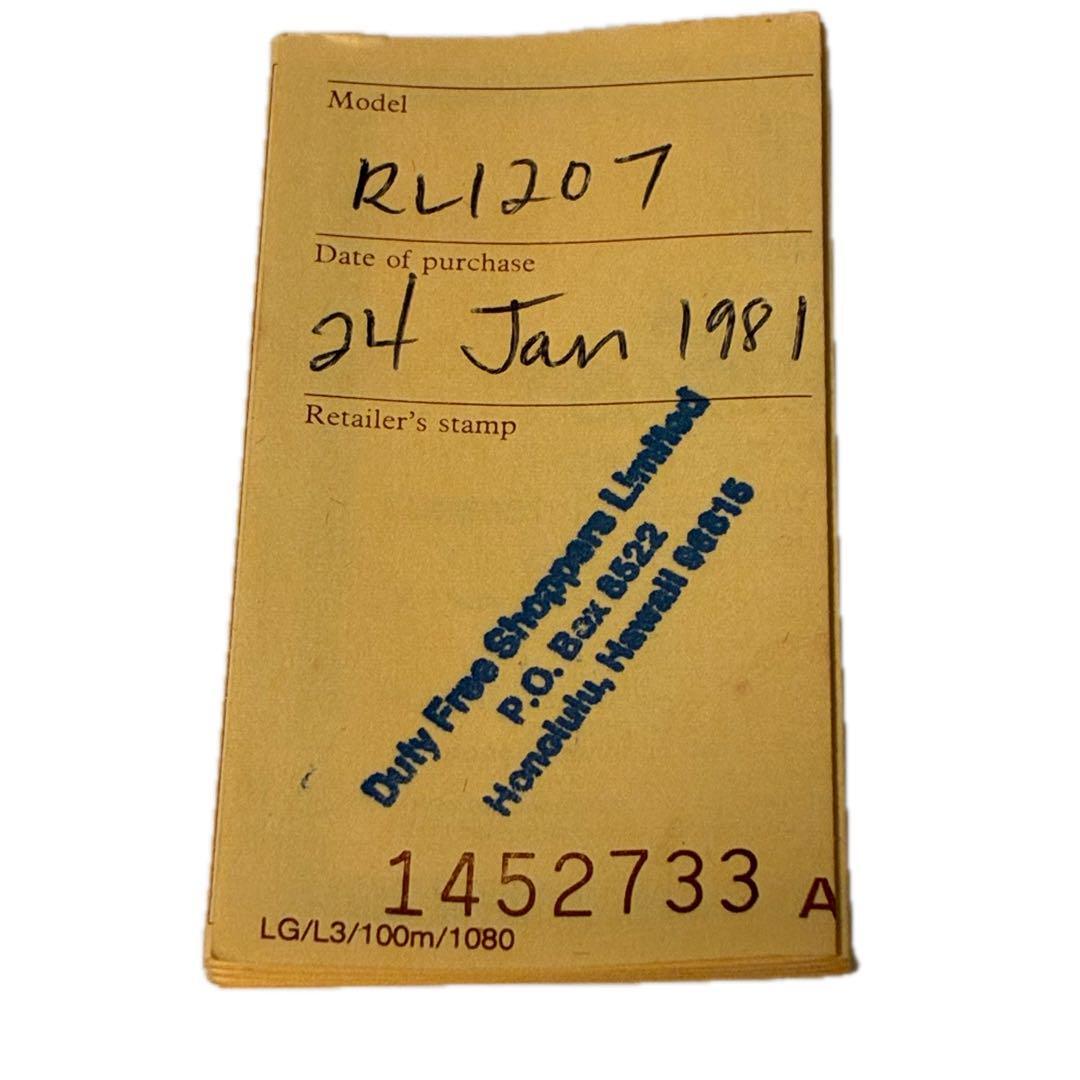 Model
RL1207
Date of purchase
24 Jan 1981
Retailer's stamp
Duty Free Shoppers Limited
P.O. Box 8522
Honolulu, Hawaii 96815
1452733 A
LG/L3/100m/1080